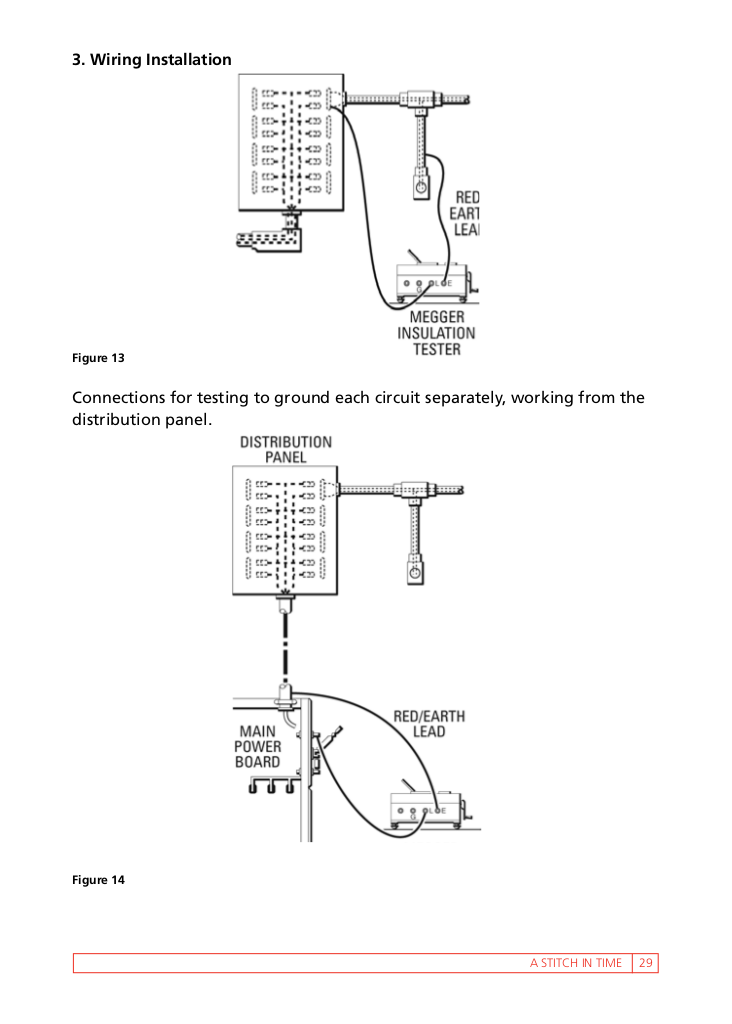 3. Wiring Installation
RED
EART
LEA
G L E
MEGGER
INSULATION
TESTER
Figure 13
Connections for testing to ground each circuit separately, working from the
distribution panel.
DISTRIBUTION
PANEL
RED/EARTH
LEAD
MAIN
POWER
BOARD
G L E
Figure 14
A STITCH IN TIME 29